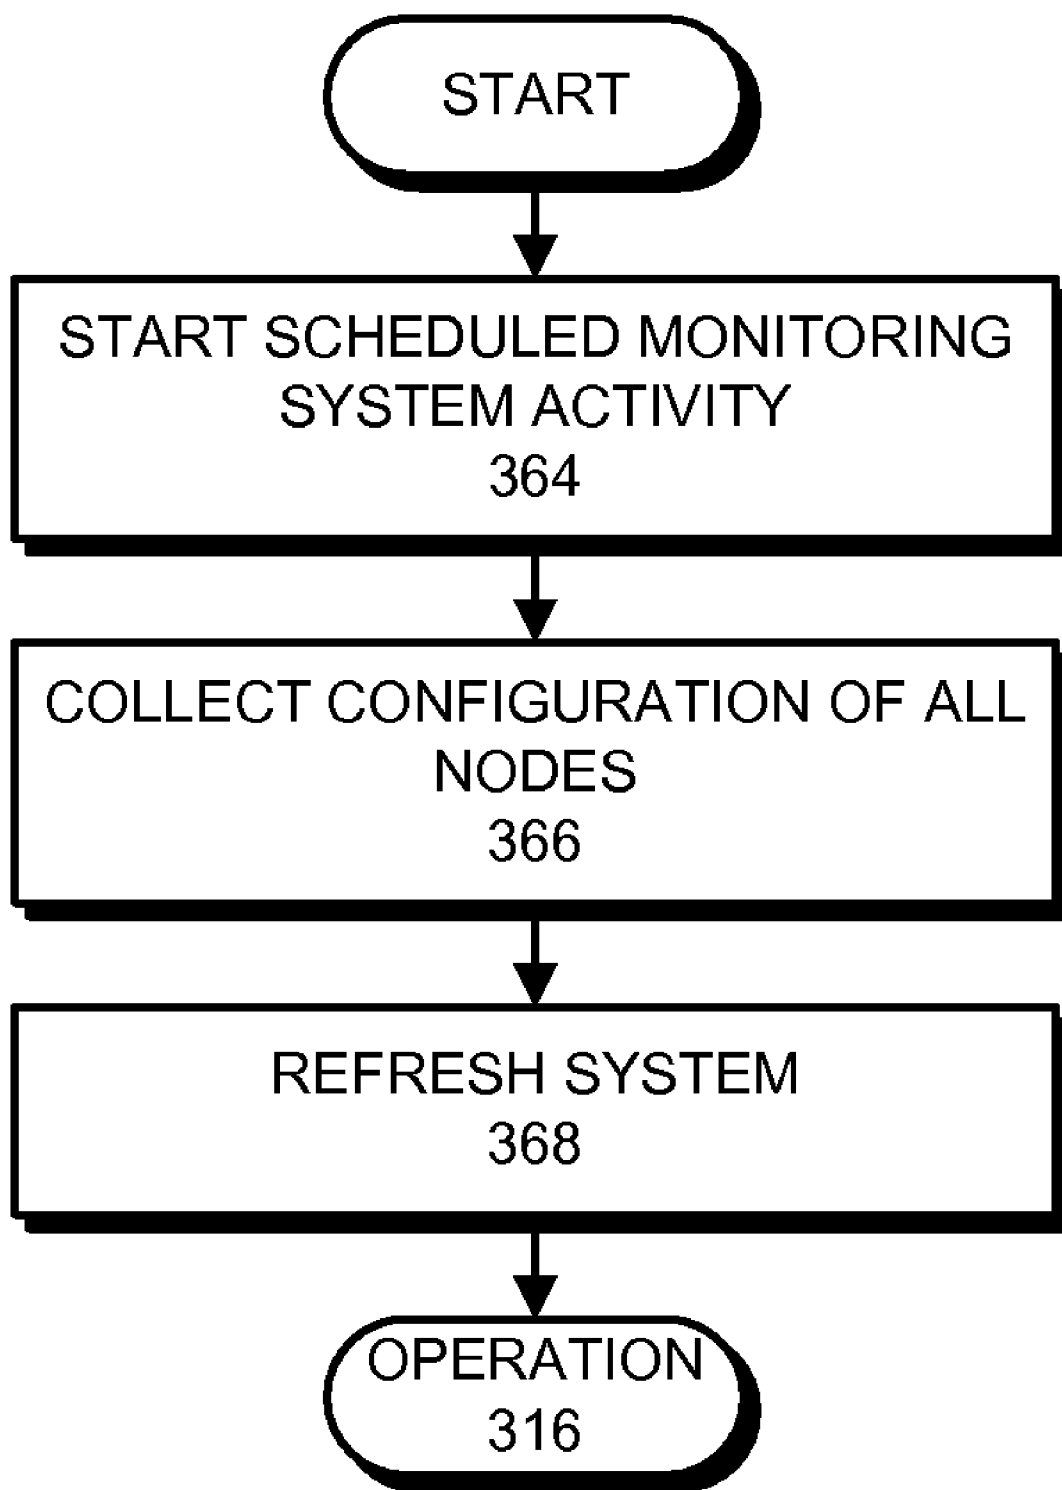 START
START SCHEDULED MONITORING
SYSTEM ACTIVITY
364
COLLECT CONFIGURATION OF ALL
NODES
366
REFRESH SYSTEM
368
OPERATION
316